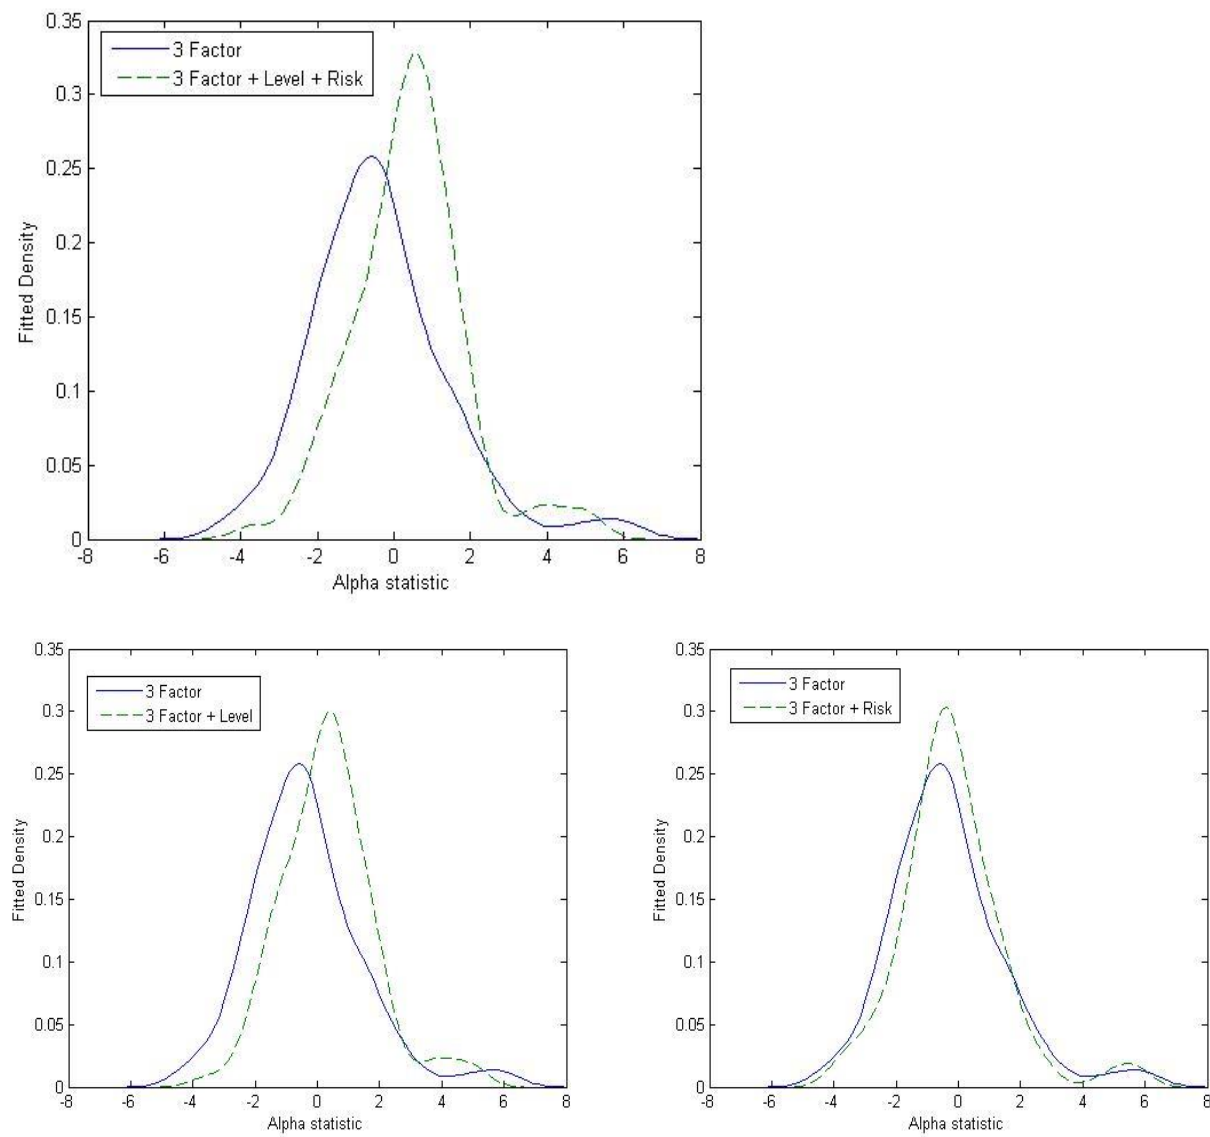 0.35
3 Factor
3 Factor + Level + Risk
0.3
0.25
0.2
0.15
0.1
0.05
0
-8 -6 -4 -2 0 2 4 6 8
Fitted Density
Alpha statistic
0.35
3 Factor
3 Factor + Level
0.3
0.25
0.2
0.15
0.1
0.05
0
-8 -6 -4 -2 0 2 4 6 8
Fitted Density
Alpha statistic
0.35
3 Factor
3 Factor + Risk
0.3
0.25
0.2
0.15
0.1
0.05
0
-8 -6 -4 -2 0 2 4 6 8
Fitted Density
Alpha statistic